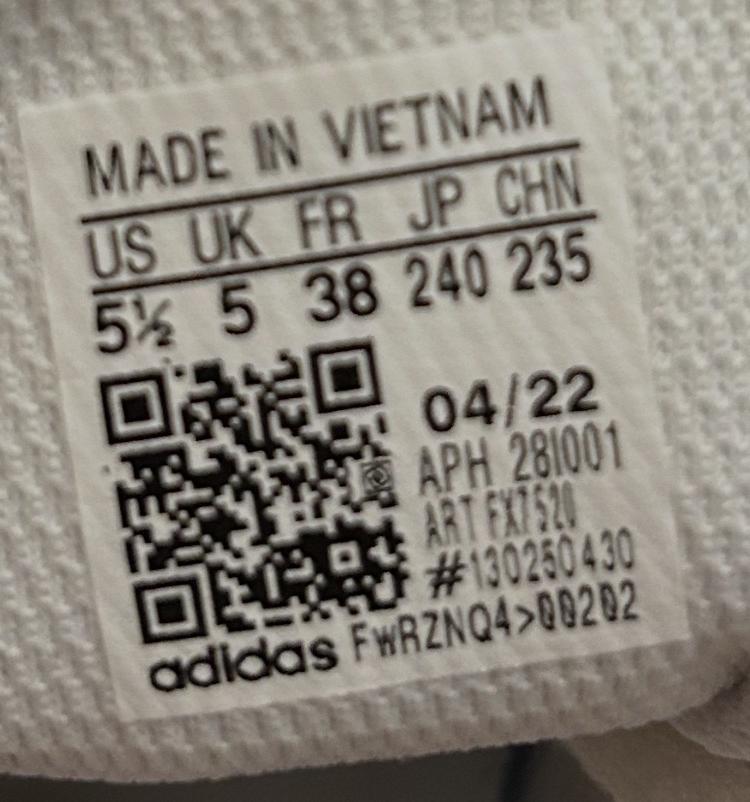 MADE IN VIETNAM
US UK FR JP CHN
5½ 5 38 240 235
04/22
APH 28I001
ART FX7520
#130250430
adidas FwRZNQ4>00202